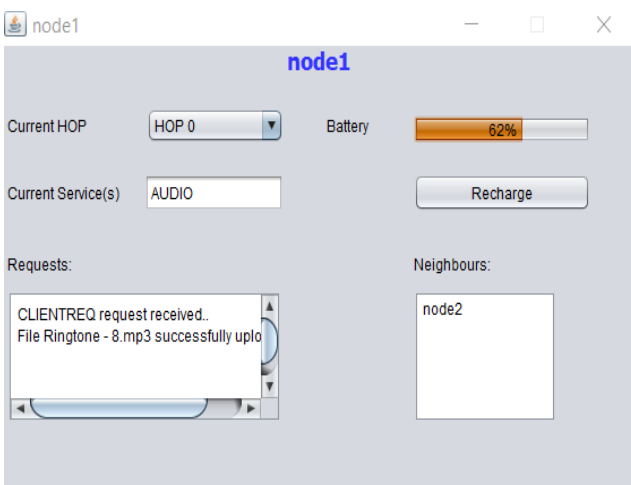 node1
node1
Current HOP HOP 0 Battery 62%
Current Service(s) AUDIO Recharge
Requests: Neighbours:
CLIENTREQ request received.. node2
File Ringtone - 8.mp3 successfully uplo